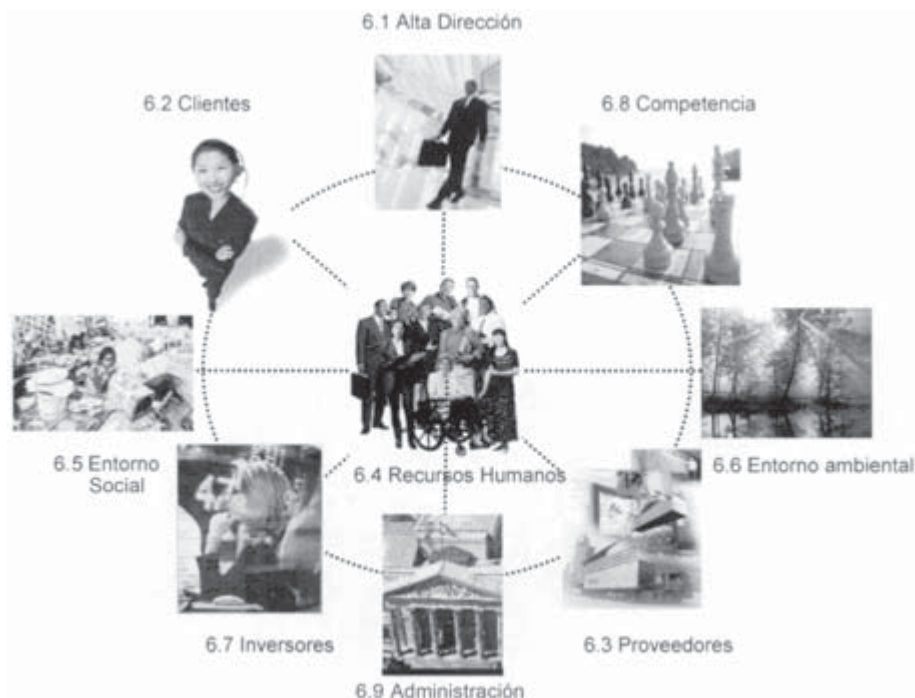 6.1 Alta Dirección
6.2 Clientes
6.8 Competencia
6.5 Entorno
Social
6.4 Recursos Humanos
6.6 Entorno ambiental
6.7 Inversores
6.3 Proveedores
6.9 Administración